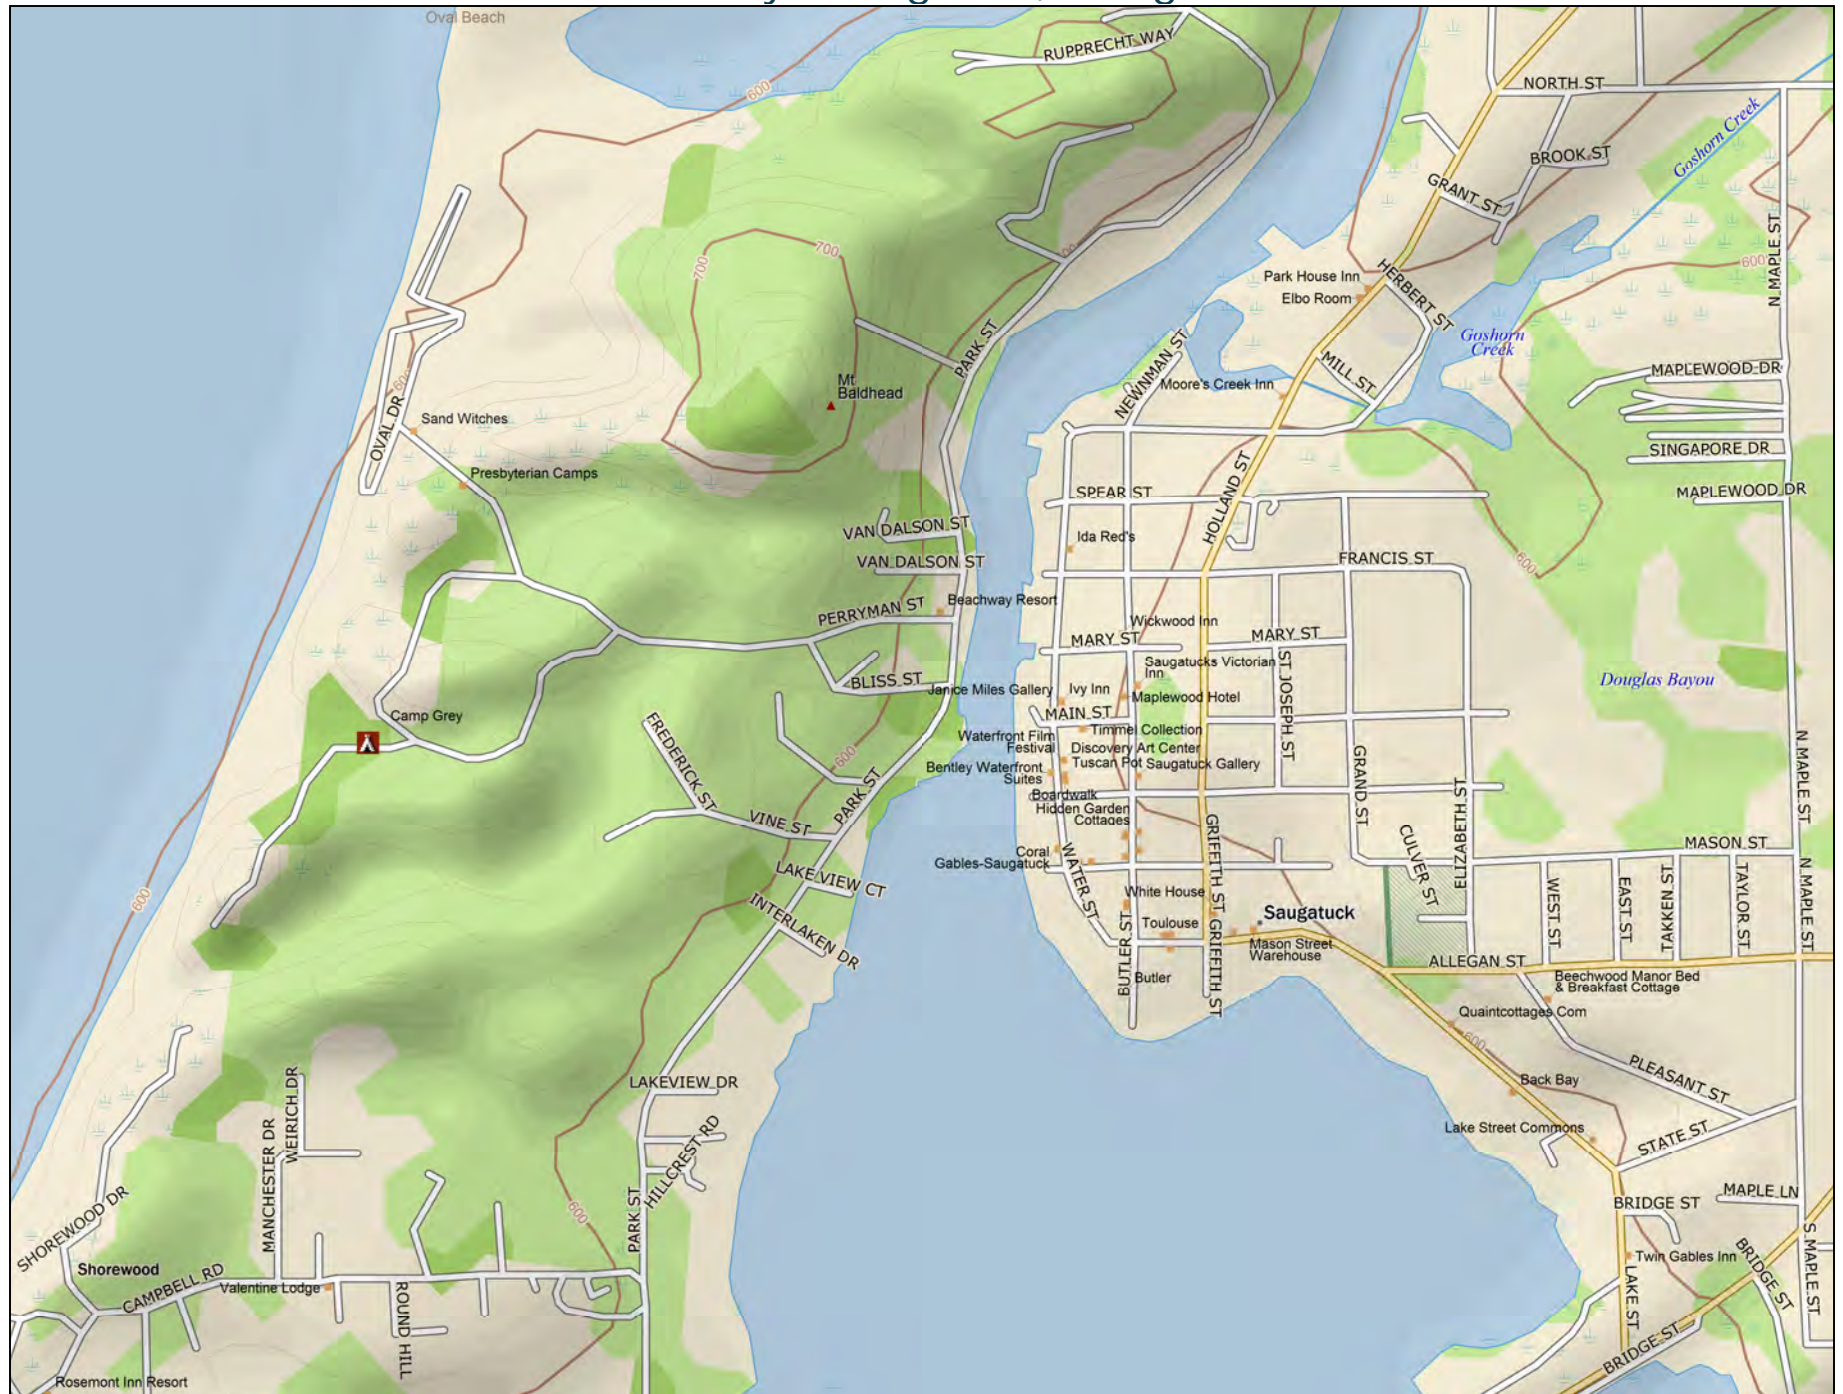 Oval Beach
RUPPRECHT WAY
600
NORTH ST
Goshorn Creek
BROOK ST
GRANT ST
N MAPLE ST
700
700
600
Park House Inn
HERBERT ST
Elbo Room
Goshorn
Creek
PARK ST
NEWNMAN ST
MILL ST
Moore's Creek Inn
MAPLEWOOD DR
Mt
Baldhead
OVAL DR
Sand Witches
HOLLAND ST
SINGAPORE DR
Presbyterian Camps
SPEAR ST
MAPLEWOOD DR
VAN DALSON ST
Ida Red's
VAN DALSON ST
FRANCIS ST
600
PERRYMAN ST
Beachway Resort
Wickwood Inn
MARY ST
MARY ST
BLISS ST
Saugatucks Victorian
Inn
ST JOSEPH ST
Douglas Bayou
Janice Miles Gallery
Ivy Inn
Maplewood Hotel
Camp Grey
FREDERICK ST
MAIN ST
Timmel Collection
Waterfront Film
Festival
Discovery Art Center
Tuscan Pot
Saugatuck Gallery
Bentley Waterfront
Suites
600
GRAND ST
N MAPLE ST
Boardwalk
Hidden Garden
Cottages
PARK ST
VINE ST
GRIFFITH ST
CULVER ST
ELIZABETH ST
MASON ST
Coral
Gables-Saugatuck
WATER ST
LAKE VIEW CT
600
White House
WEST ST
EAST ST
TAKKEN ST
TAYLOR ST
N MAPLE ST
INTERLAKEN DR
Toulouse
Saugatuck
BUTLER ST
GRIFFITH ST
Mason Street
Warehouse
ALLEGAN ST
Butler
Beechwood Manor Bed
& Breakfast Cottage
Quaintcottages Com
600
PLEASANT ST
LAKEVIEW DR
Back Bay
WEIRICH DR
MANCHESTER DR
HILLCREST RD
Lake Street Commons
STATE ST
SHOREWOOD DR
PARK ST
600
BRIDGE ST
MAPLE LN
Shorewood
CAMPBELL RD
Valentine Lodge
Twin Gables Inn
BRIDGE ST
S MAPLE ST
ROUND HILL
LAKE ST
BRIDGE ST
Rosemont Inn Resort